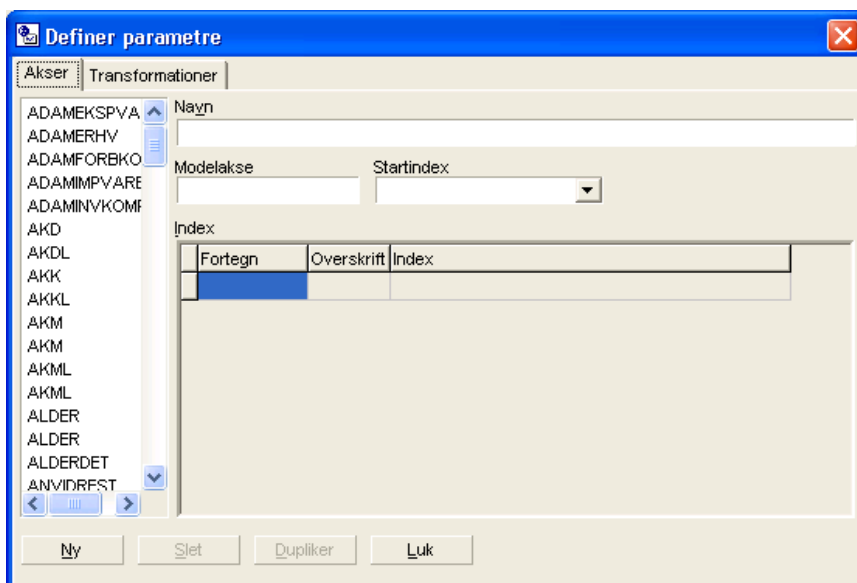 Definer parametre
Akser
Transformationer
ADAMEKSPVA
ADAMERHV
ADAMFORBKO
ADAMIMPVARE
ADAMINVKOMF
AKD
AKDL
AKK
AKKL
AKM
AKM
AKML
AKML
ALDER
ALDER
ALDERDET
ANVIDREST
Navn
Modelakse
Startindex
Index
Fortegn
Overskrift
Index
Ny
Slet
Dupliker
Luk